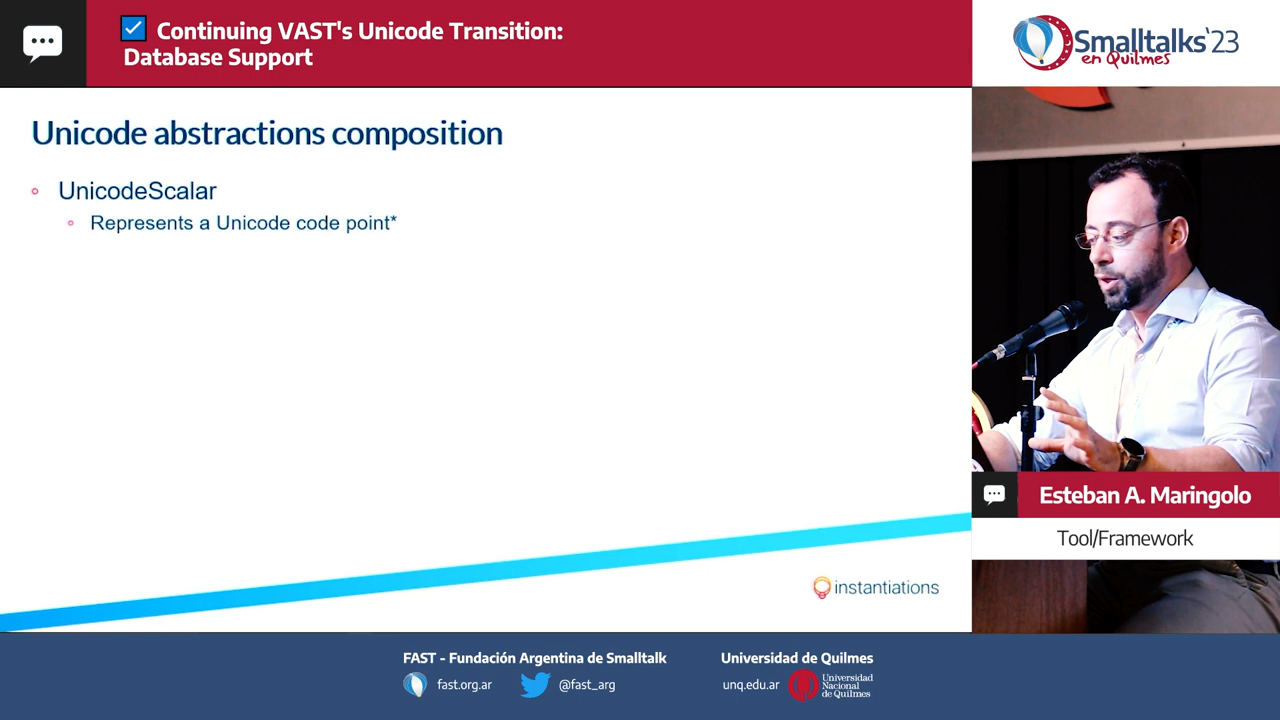 Continuing VAST's Unicode Transition:
Database Support
Smalltalks'23
en Quilmes
Unicode abstractions composition
UnicodeScalar
Represents a Unicode code point*
Esteban A. Maringolo
Tool/Framework
instantiations
FAST - Fundación Argentina de Smalltalk
fast.org.ar
@fast_arg
Universidad de Quilmes
unq.edu.ar
Universidad
Nacional
de Quilmes